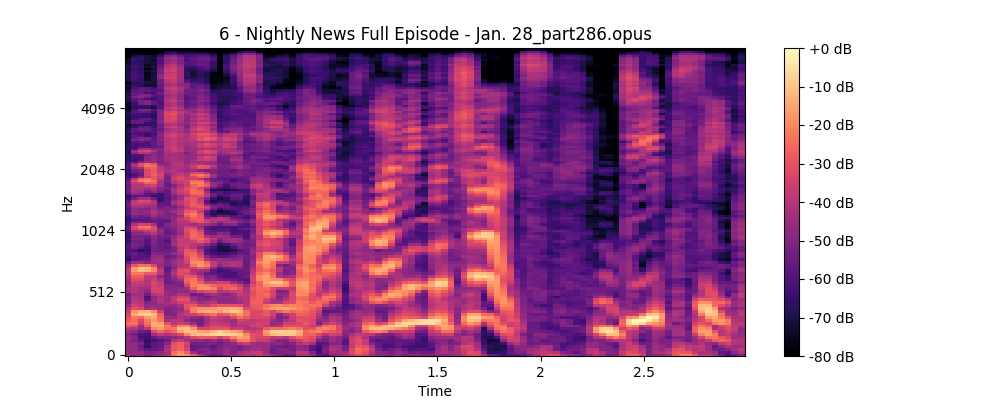 6 - Nightly News Full Episode - Jan. 28_part286.opus
+0 dB
4096
-10 dB
-20 dB
2048
-30 dB
Hz
-40 dB
1024
-50 dB
512
-60 dB
-70 dB
0
-80 dB
0
0.5
1
1.5
2
2.5
Time